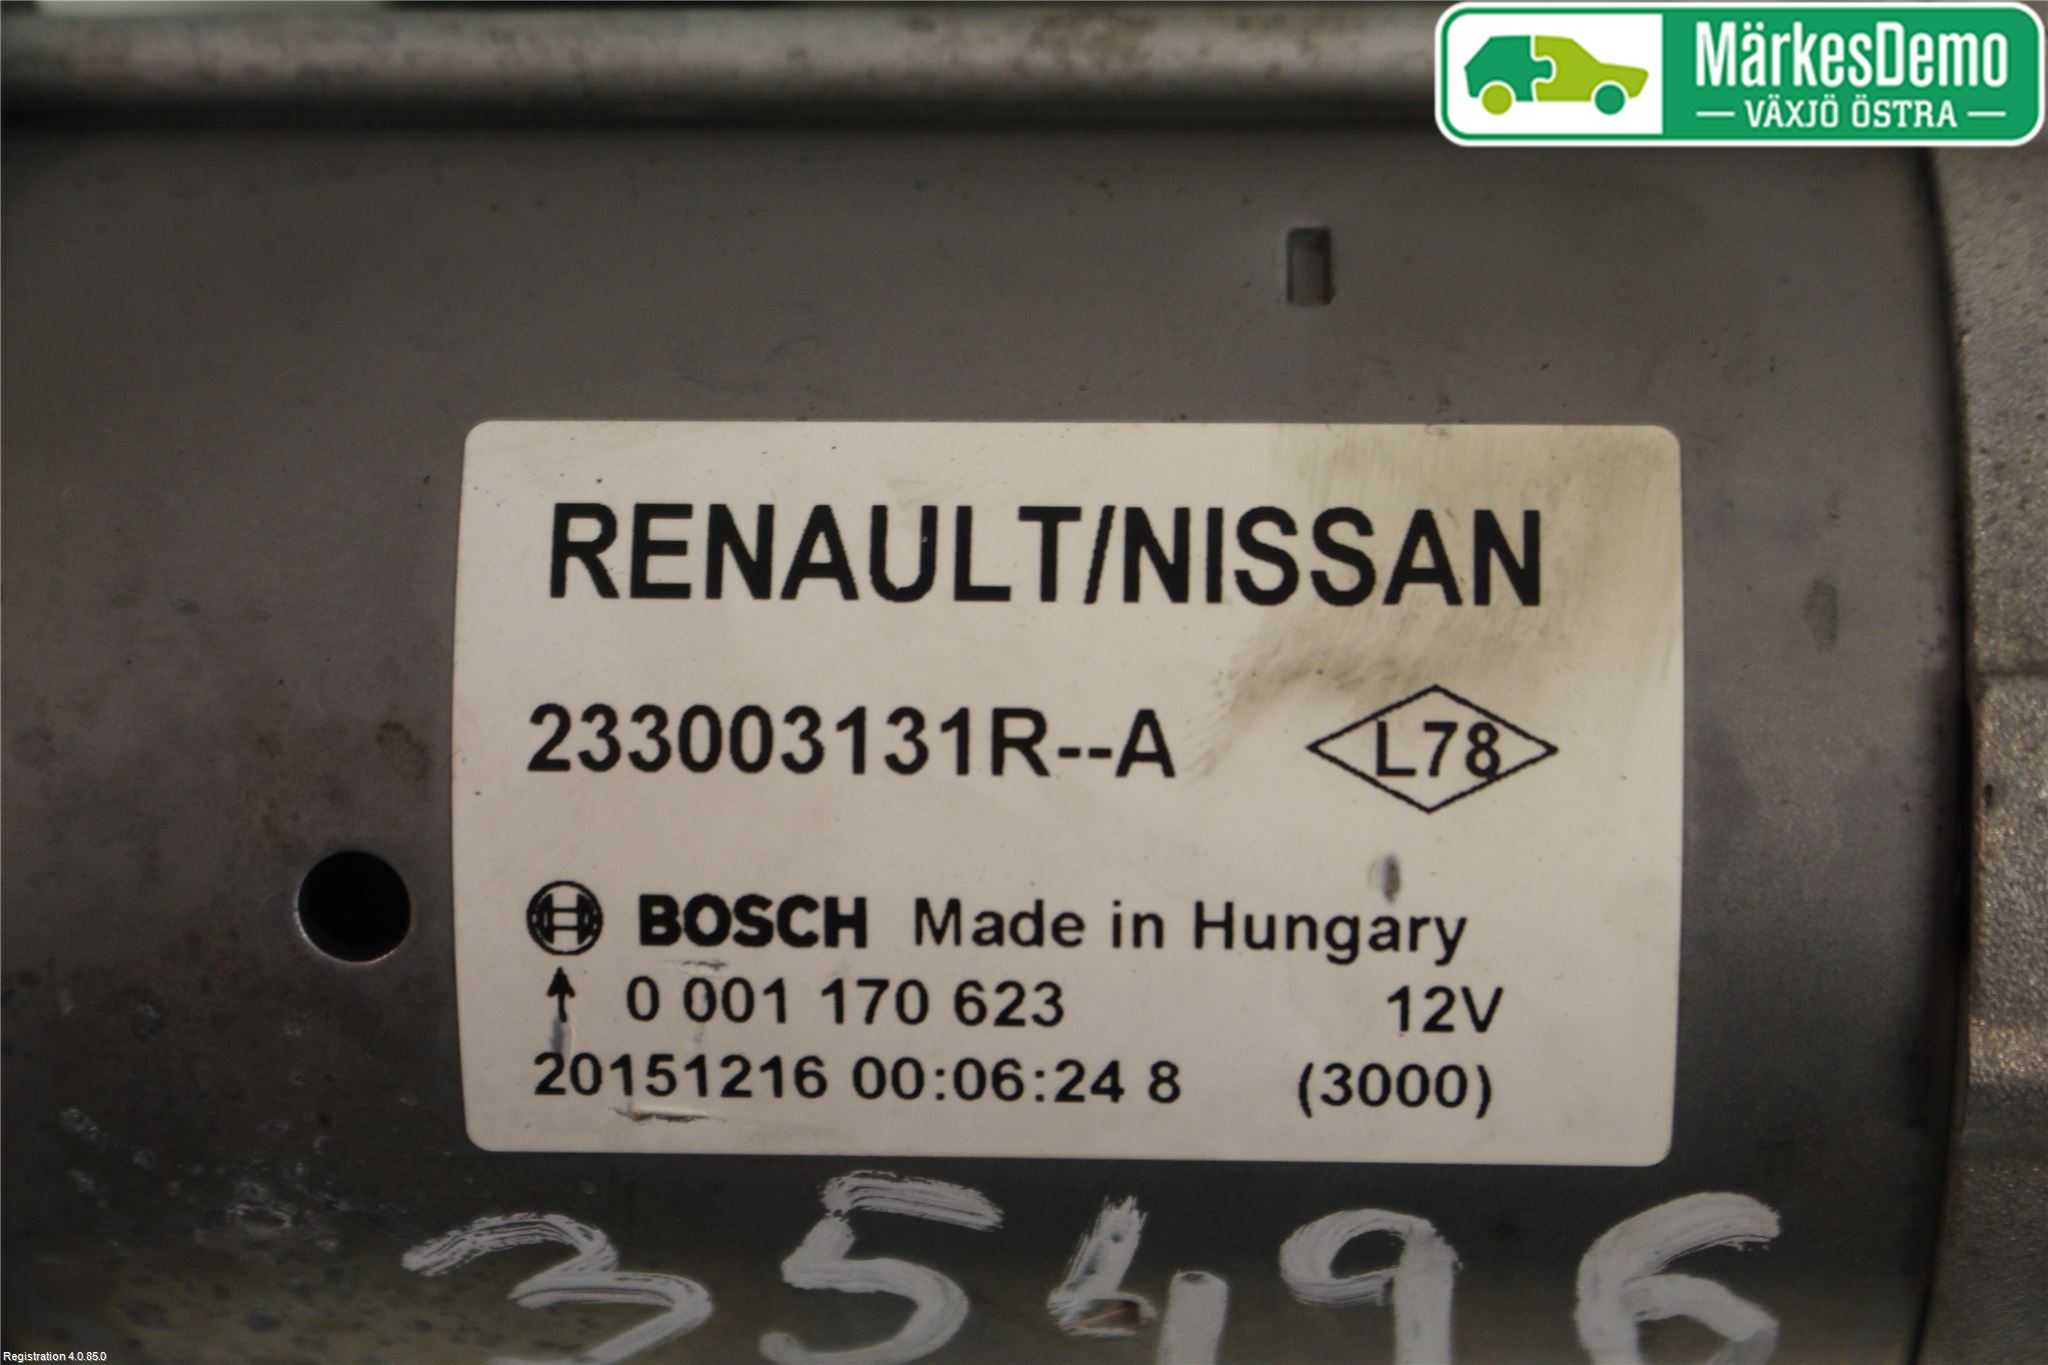 MärkesDemo
VÄXJÖ ÖSTRA
RENAULT/NISSAN
233003131R--A
L78
BOSCH Made in Hungary
0 001 170 623 12V
20151216 00:06:24 8 (3000)
35496
Registration 4.0.85.0